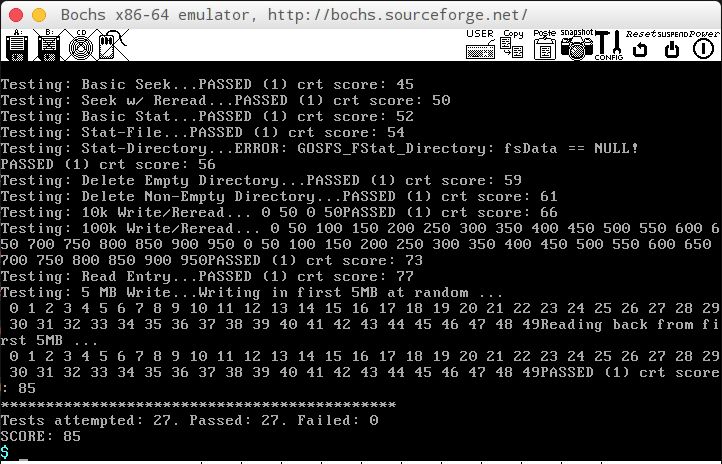 Bochs x86-64 emulator, http://bochs.sourceforge.net/
A: B: CD USER Copy Paste snapshot CONFIG Reset SUSPEND Power
Testing: Basic Seek...PASSED (1) crt score: 45
Testing: Seek w/ Reread...PASSED (1) crt score: 50
Testing: Basic Stat...PASSED (1) crt score: 52
Testing: Stat-File...PASSED (1) crt score: 54
Testing: Stat-Directory...ERROR: GOSFS_FStat_Directory: fsData == NULL!
PASSED (1) crt score: 56
Testing: Delete Empty Directory...PASSED (1) crt score: 59
Testing: Delete Non-Empty Directory...PASSED (1) crt score: 61
Testing: 10k Write/Reread... 0 50 0 50PASSED (1) crt score: 66
Testing: 100k Write/Reread... 0 50 100 150 200 250 300 350 400 450 500 550 600 6
50 700 750 800 850 900 950 0 50 100 150 200 250 300 350 400 450 500 550 600 650
700 750 800 850 900 950PASSED (1) crt score: 73
Testing: Read Entry...PASSED (1) crt score: 77
Testing: 5 MB Write...Writing in first 5MB at random ...
0 1 2 3 4 5 6 7 8 9 10 11 12 13 14 15 16 17 18 19 20 21 22 23 24 25 26 27 28 29
30 31 32 33 34 35 36 37 38 39 40 41 42 43 44 45 46 47 48 49Reading back from fi
rst 5MB ...
0 1 2 3 4 5 6 7 8 9 10 11 12 13 14 15 16 17 18 19 20 21 22 23 24 25 26 27 28 29
30 31 32 33 34 35 36 37 38 39 40 41 42 43 44 45 46 47 48 49PASSED (1) crt score
: 85
*********************************************
Tests attempted: 27. Passed: 27. Failed: 0
SCORE: 85
$ _